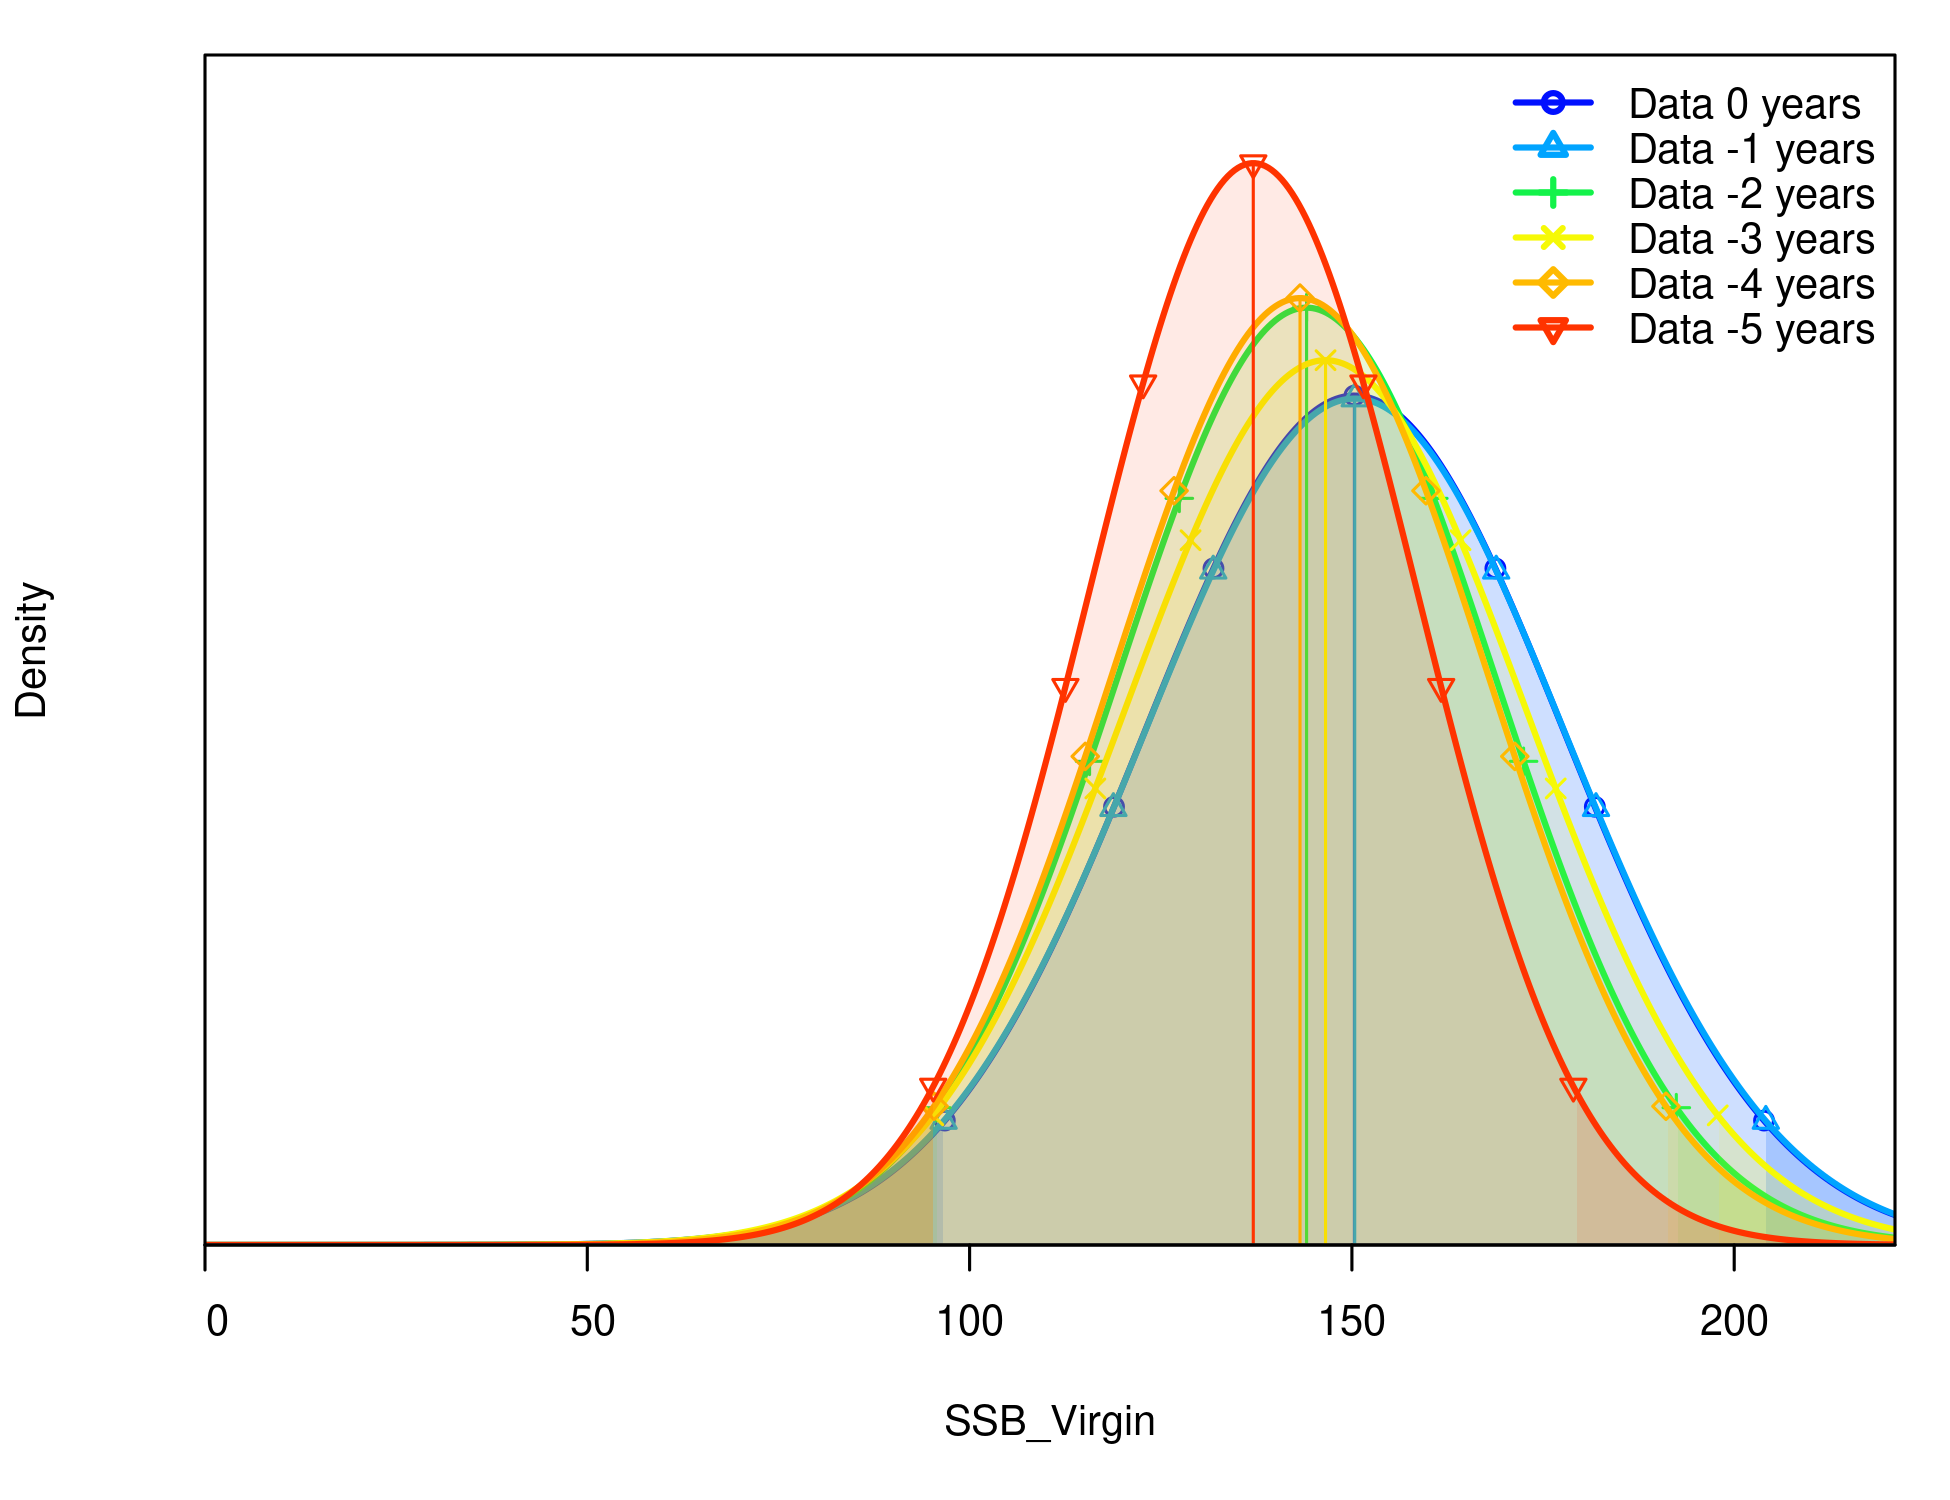 Data 0 years
Data -1 years
Data -2 years
Data -3 years
Data -4 years
Data -5 years
Density
0 50 100 150 200
SSB_Virgin